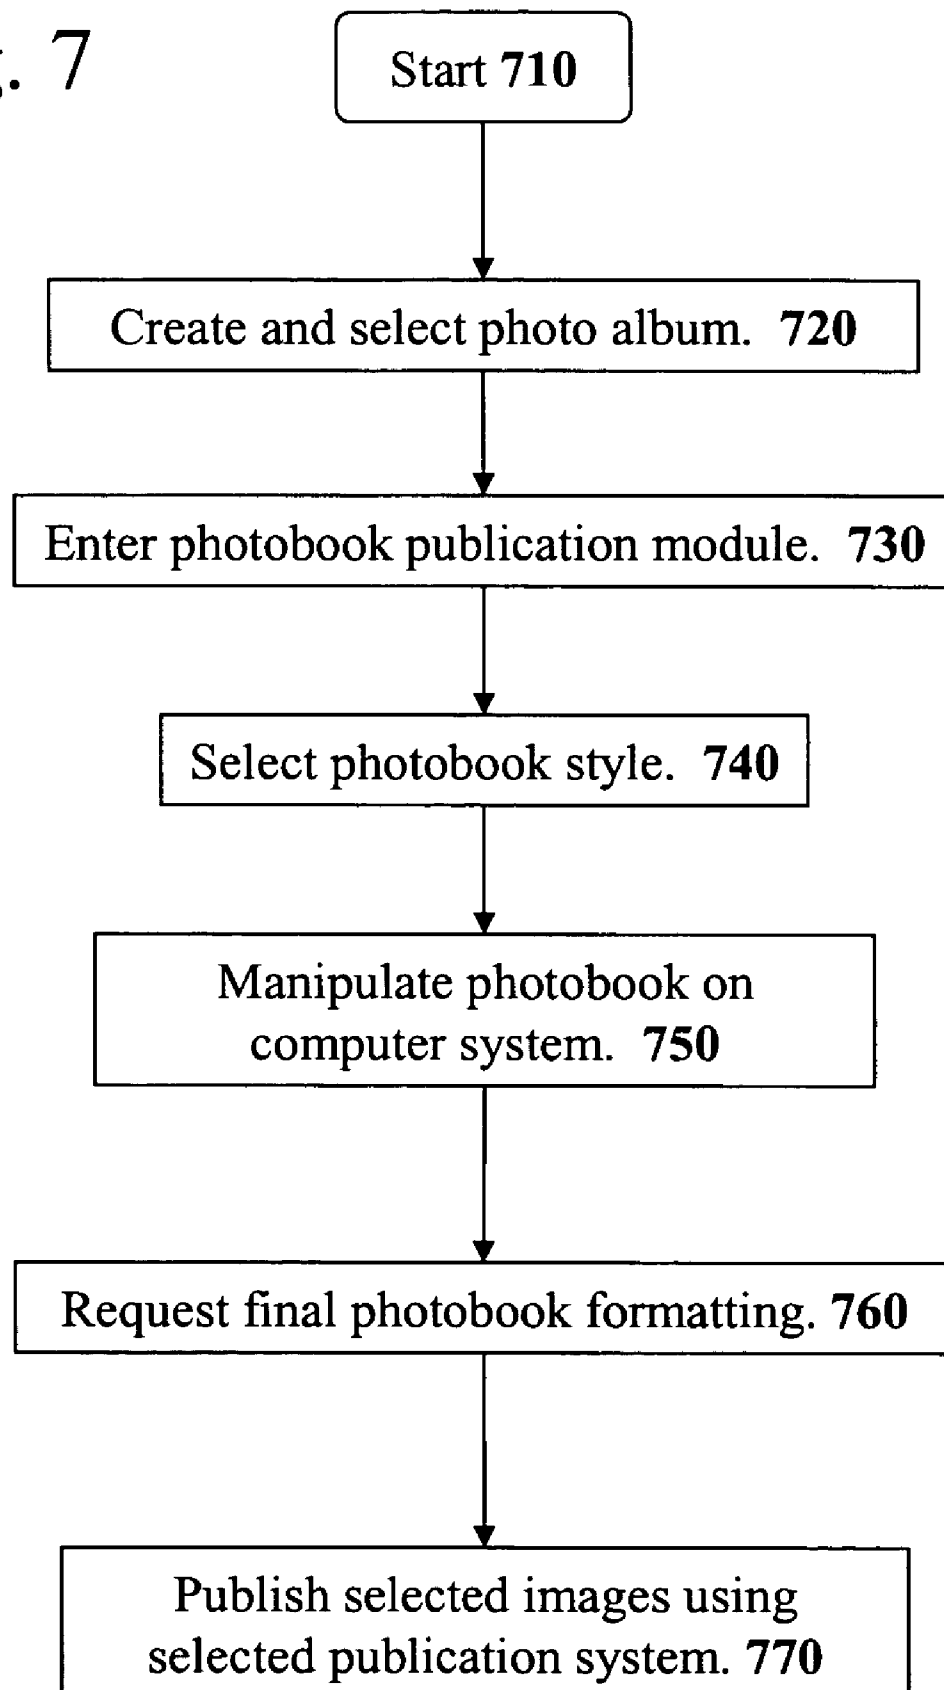 . 7
Start 710
Create and select photo album. 720
Enter photobook publication module. 730
Select photobook style. 740
Manipulate photobook on
computer system. 750
Request final photobook formatting. 760
Publish selected images using
selected publication system. 770